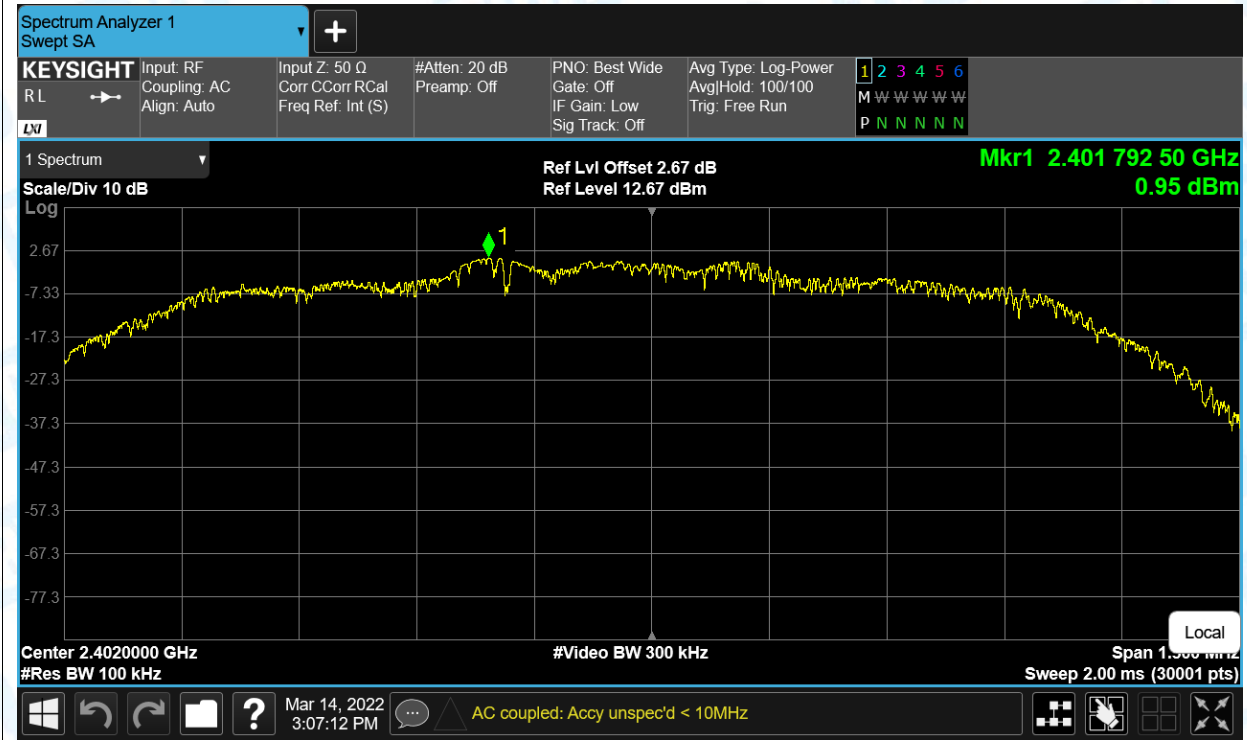 Spectrum Analyzer 1
Swept SA
KEYSIGHT
R L
LXI
Input: RF
Coupling: AC
Align: Auto
Input Z: 50 Ω
Corr CCorr RCal
Freq Ref: Int (S)
#Atten: 20 dB
Preamp: Off
PNO: Best Wide
Gate: Off
IF Gain: Low
Sig Track: Off
Avg Type: Log-Power
Avg|Hold: 100/100
Trig: Free Run
1 2 3 4 5 6
M W W W W W
P N N N N N
1 Spectrum
Scale/Div 10 dB
Log
Ref Lvl Offset 2.67 dB
Ref Level 12.67 dBm
Mkr1 2.401 792 50 GHz
0.95 dBm
1
2.67
-7.33
-17.3
-27.3
-37.3
-47.3
-57.3
-67.3
-77.3
Local
Center 2.4020000 GHz
#Video BW 300 kHz
Span
#Res BW 100 kHz
Sweep 2.00 ms (30001 pts)
?
Mar 14, 2022
3:07:12 PM
AC coupled: Accy unspec'd < 10MHz